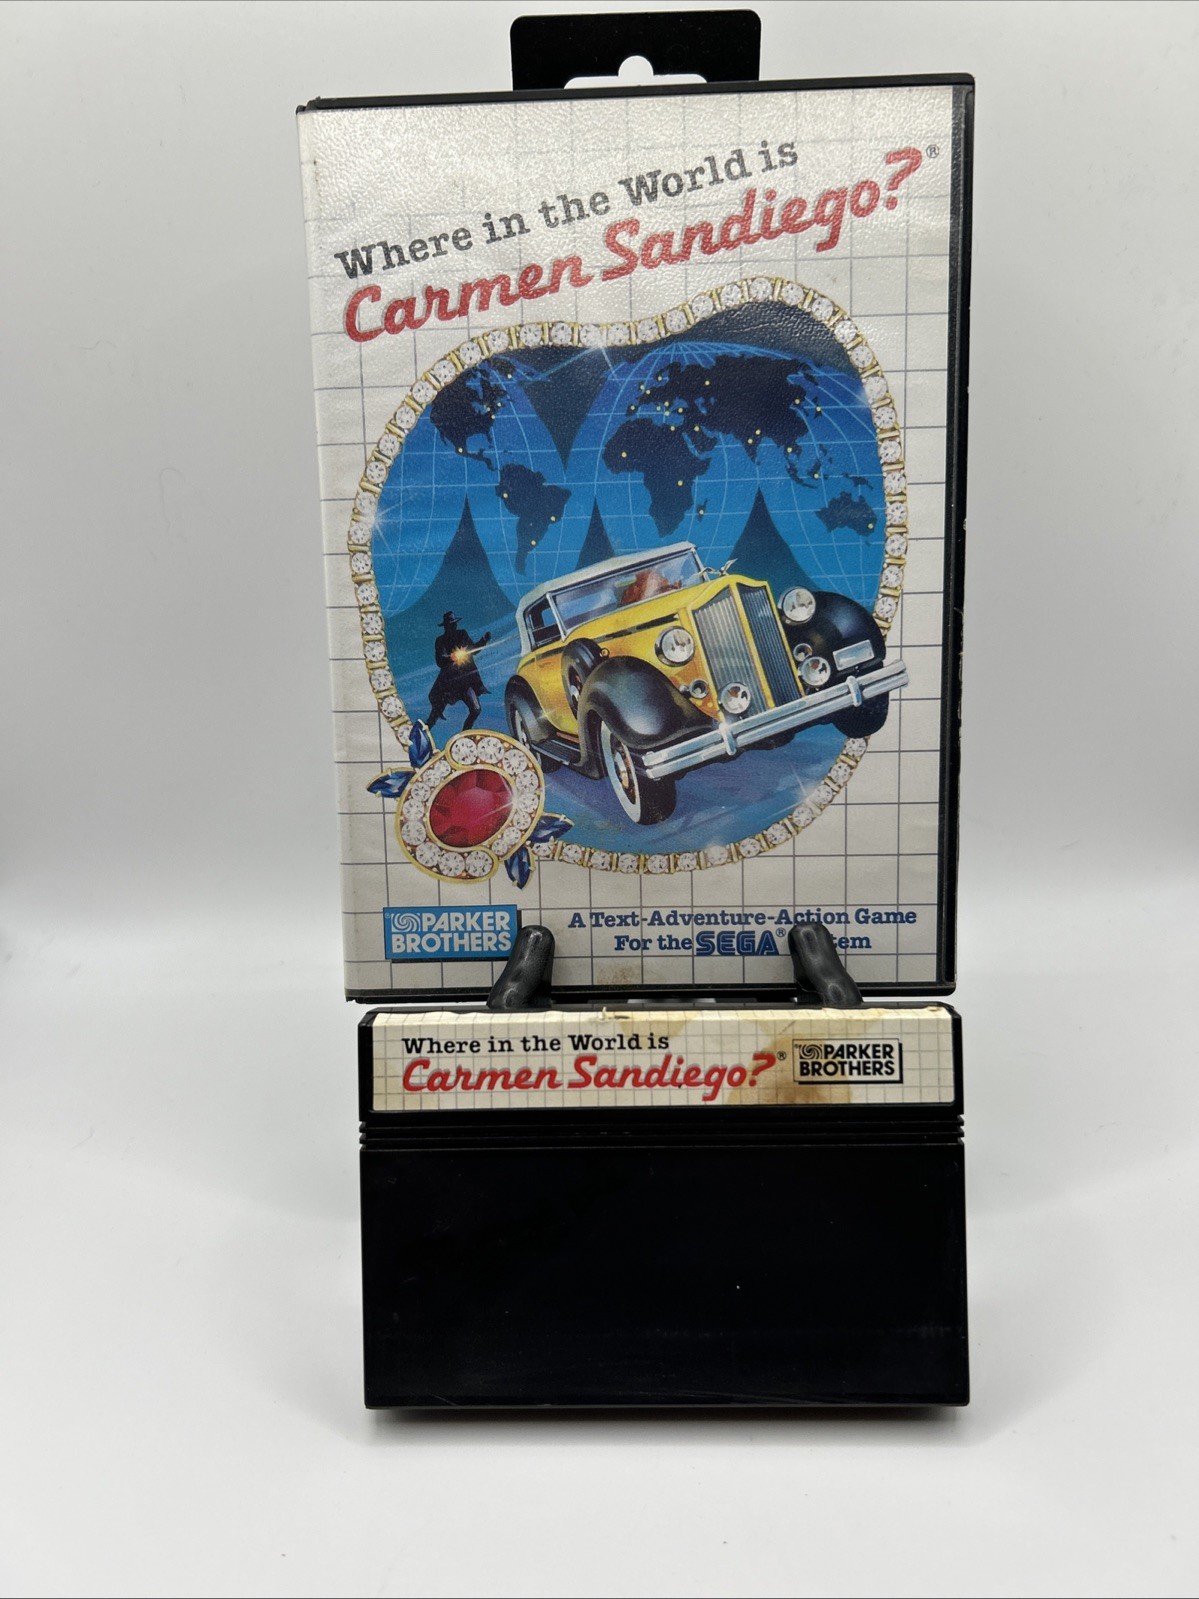 Where in the World is
Carmen Sandiego?®
PARKER
BROTHERS
A Text-Adventure-Action Game
For the SEGA® tem
Where in the World is
Carmen Sandiego?®
PARKER
BROTHERS